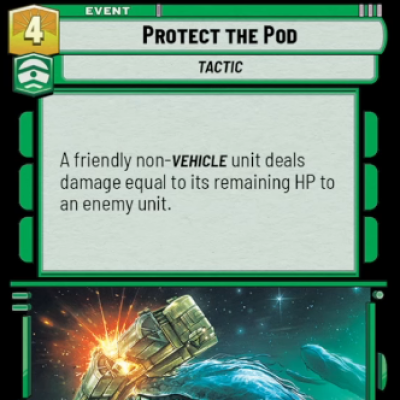 EVENT
4
PROTECT THE POD
TACTIC
A friendly non-VEHICLE unit deals
damage equal to its remaining HP to
an enemy unit.